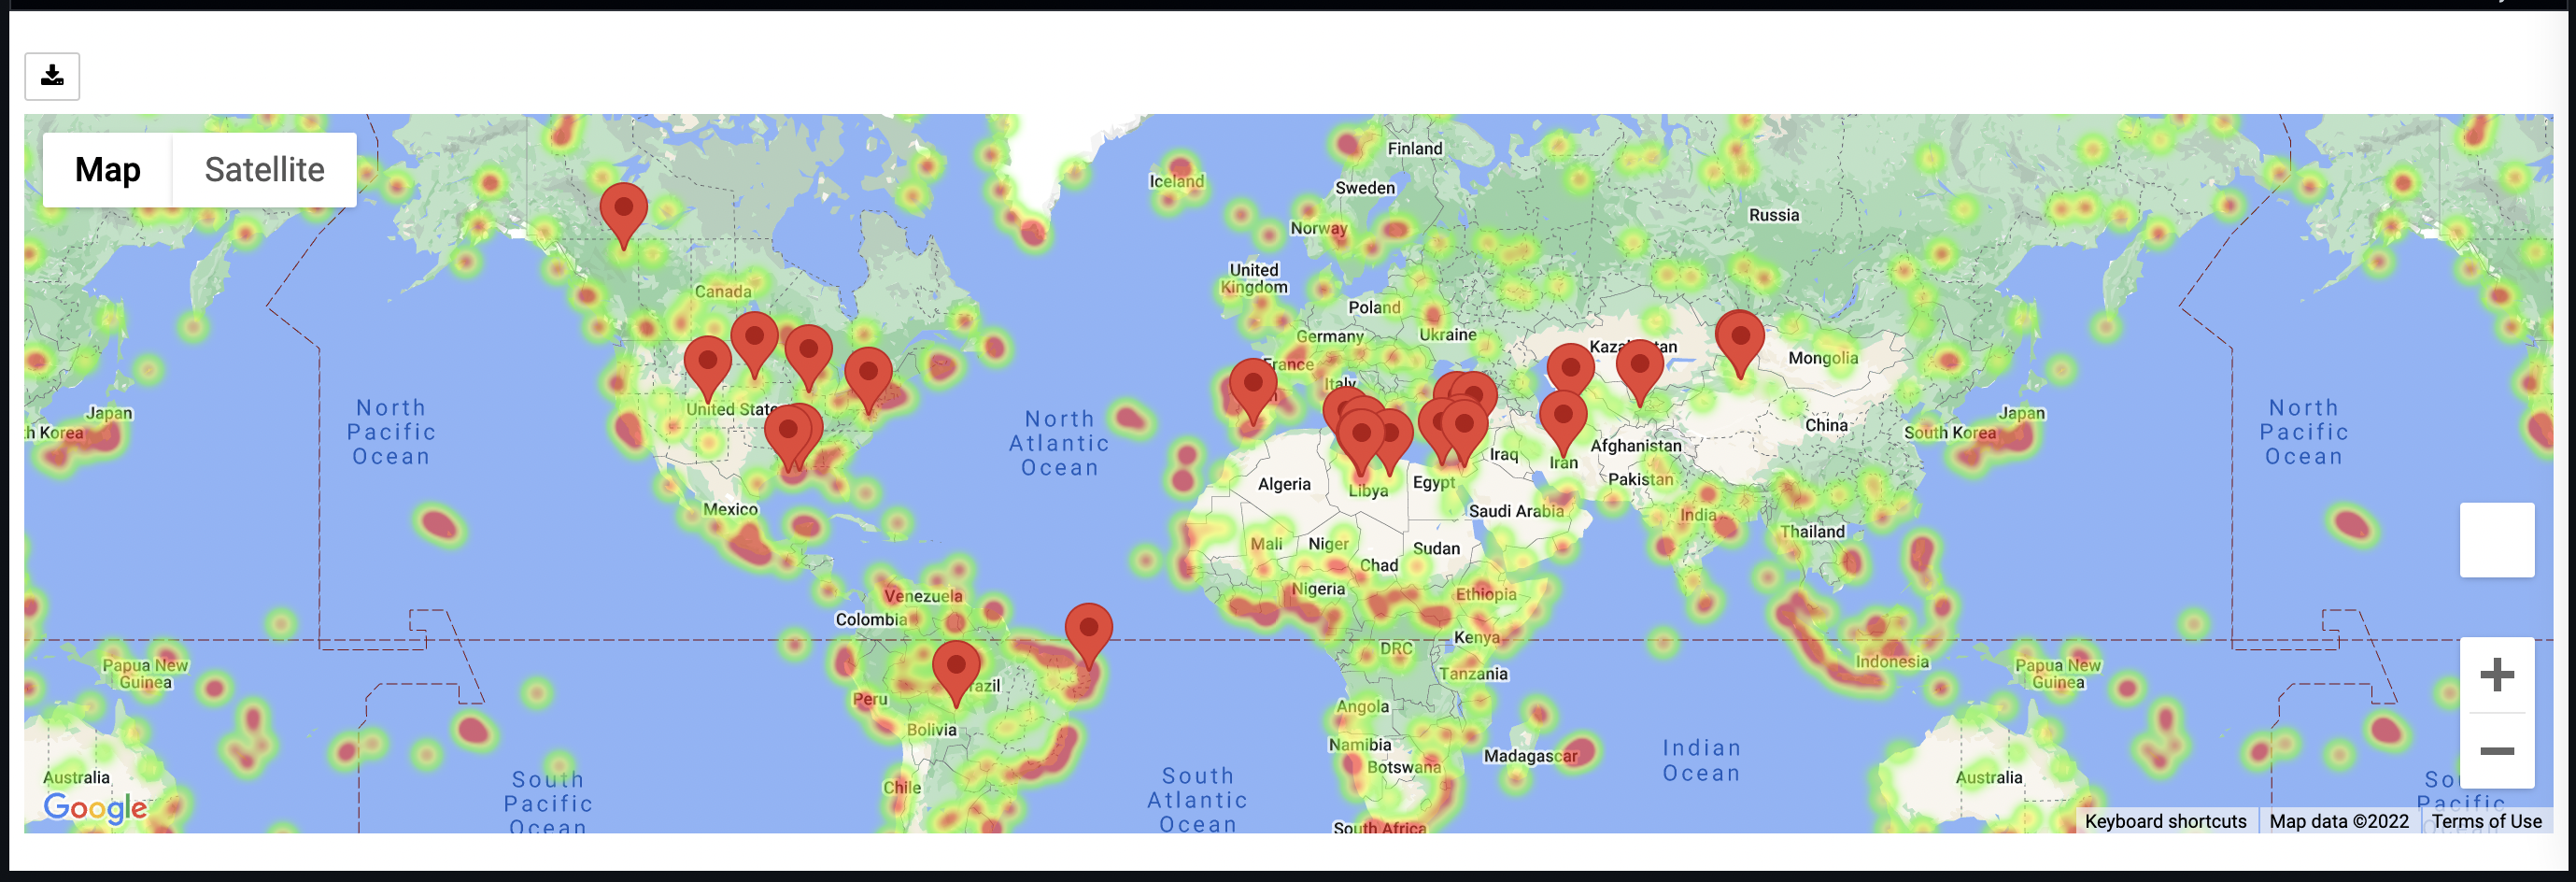 Map
Satellite
Finland
Iceland
Sweden
Russia
Norway
United
Kingdom
Canada
Poland
Germany
Ukraine
Mongolia
France
Italy
United States
North
Pacific
Ocean
North
Atlantic
Ocean
Japan
th Korea
China
South Korea
Japan
North
Pacific
Ocean
Afghanistan
Iraq
Iran
Pakistan
Algeria
Libya
Egypt
Saudi Arabia
Mexico
India
Thailand
Mali
Niger
Sudan
Chad
Nigeria
Ethiopia
Venezuela
Colombia
Kenya
DRC
Papua New
Guinea
Indonesia
Papua New
Guinea
Tanzania
razil
Peru
Angola
Bolivia
Namibia
Madagascar
Botswana
Indian
Ocean
Australia
South
Pacific
Ocean
Chile
South
Atlantic
Ocean
Australia
Sou
Pacific
South Africa
Google
Keyboard shortcuts
Map data ©2022
Terms of Use